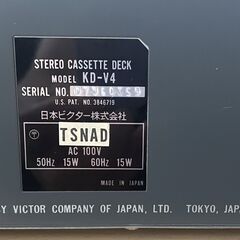 STEREO CASSETTE DECK
MODEL KD-V4
SERIAL NO.
U.S. PAT. NO. 3846719
日本ビクター株式会社
〒 TSNAD
AC 100V
50Hz 15W 60Hz 15W
MADE IN JAPAN
BY VICTOR COMPANY OF JAPAN, LTD. TOKYO, JAPA